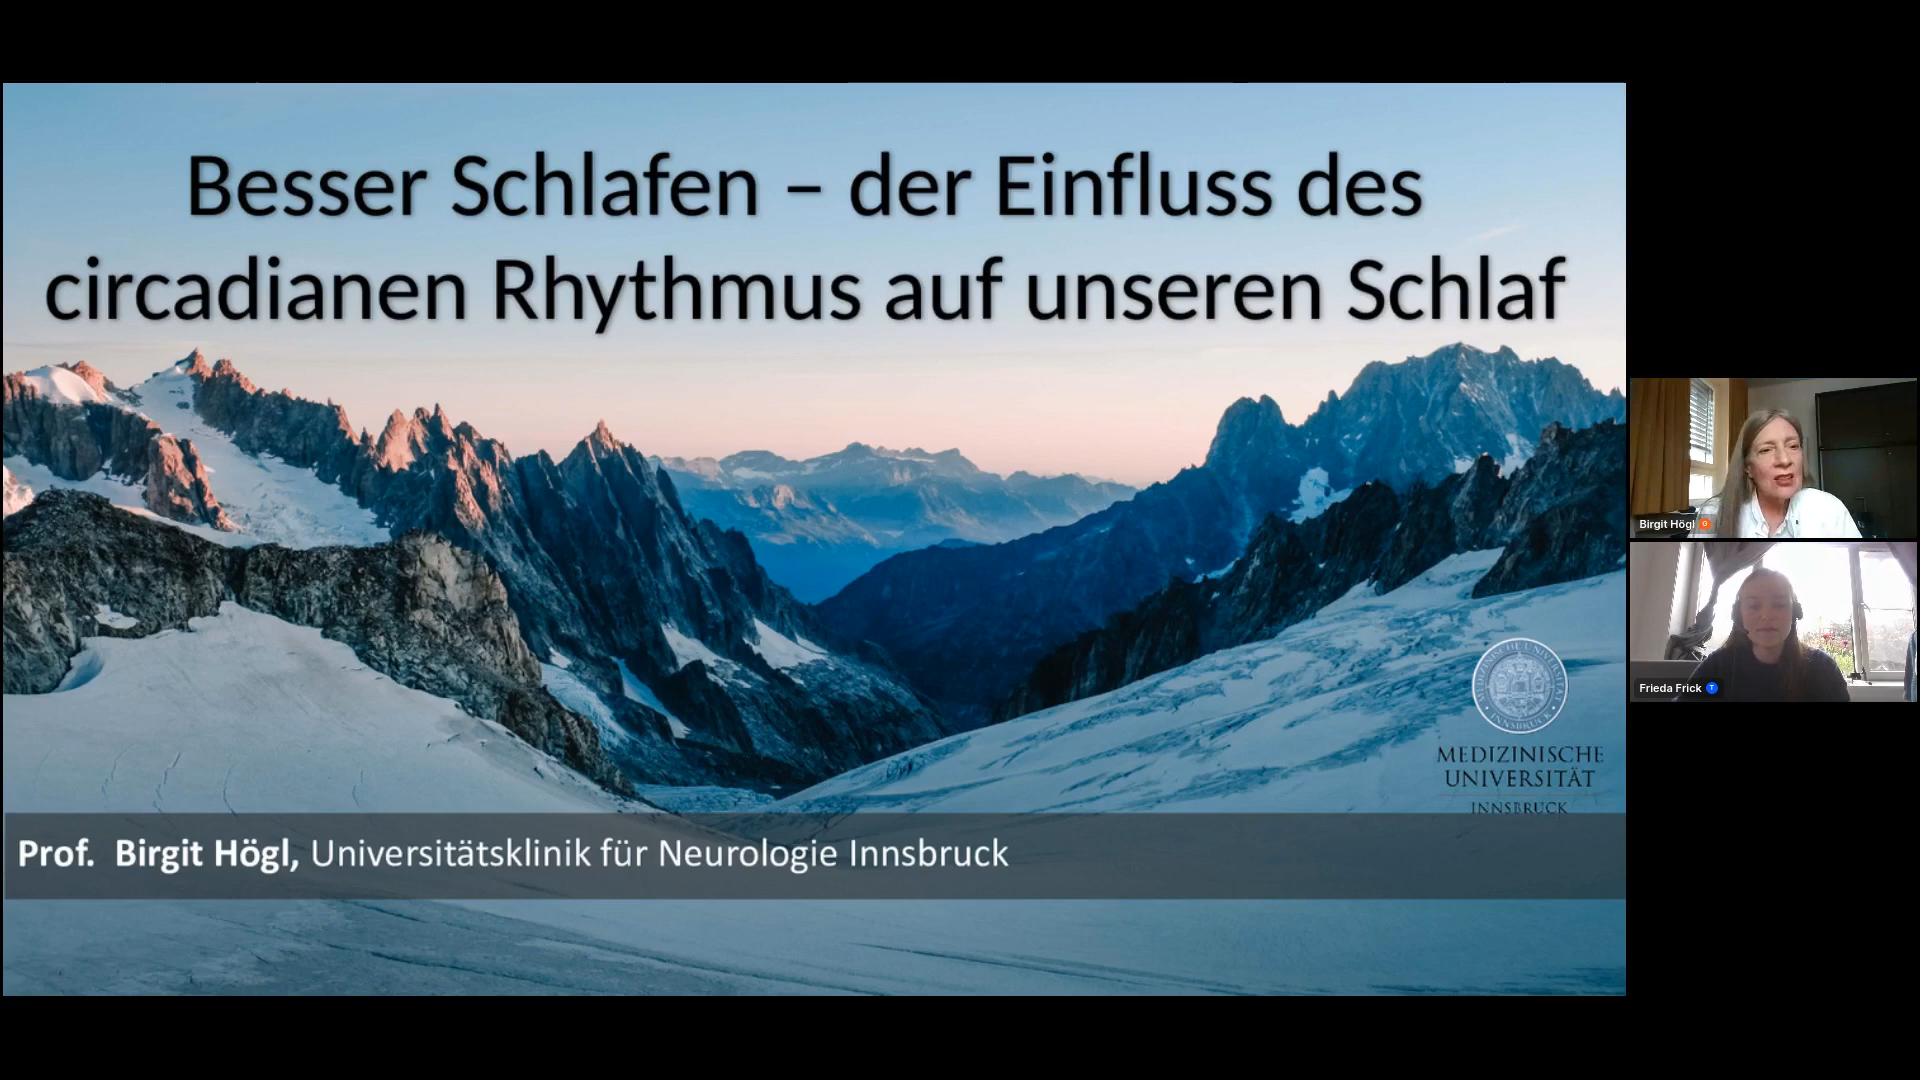 Besser Schlafen – der Einfluss des
circadianen Rhythmus auf unseren Schlaf
MEDIZINISCHE
UNIVERSITÄT
INNSBRUCK
Prof. Birgit Högl, Universitätsklinik für Neurologie Innsbruck
Birgit Högl
Frieda Frick